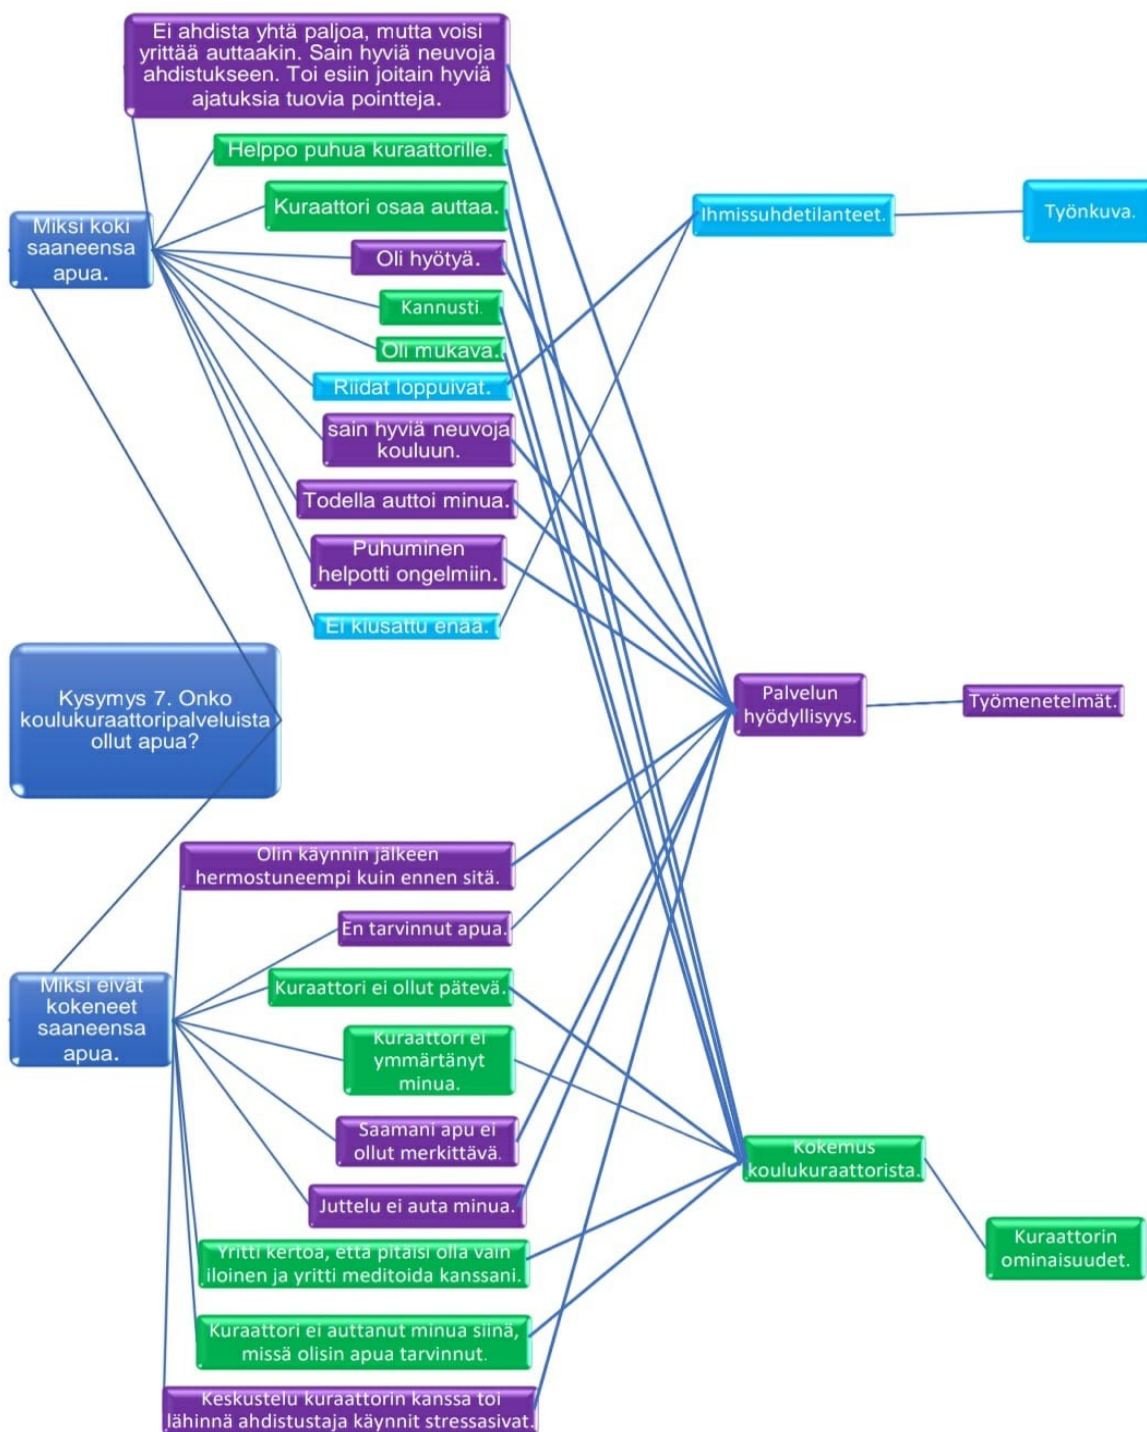 Ei ahdista yhtä paljoa, mutta voisi
yrittää auttaakin. Sain hyviä neuvoja
ahdistukseen. Toi esiin joitain hyviä
ajatuksia tuovia pointteja.
Helppo puhua kuraattorille.
Kuraattori osaa auttaa.
Miksi koki
saaneensa
apua.
Oli hyötyä.
Kannusti.
Oli mukava.
Riidat loppuivat.
sain hyviä neuvoja
kouluun.
Todella auttoi minua.
Puhuminen
helpotti ongelmiin.
Ei kiusattu enää.
Ihmissuhdetilanteet.
Työnkuva.
Kysymys 7. Onko
koulukuraattoripalveluista
ollut apua?
Palvelun
hyödyllisyys.
Työmenetelmät.
Olin käynnin jälkeen
hermostuneempi kuin ennen sitä.
En tarvinnut apua.
Kuraattori ei ollut pätevä.
Miksi eivät
kokeneet
saaneensa
apua.
Kuraattori ei
ymmärtänyt
minua.
Saamani apu ei
ollut merkittävä.
Juttelu ei auta minua.
Yritti kertoa, että pitäisi olla vain
iloinen ja yritti meditoida kanssani.
Kuraattori ei auttanut minua siinä,
missä olisin apua tarvinnut.
Keskustelu kuraattorin kanssa toi
lähinnä ahdistustaja käynnit stressasivat.
Kokemus
koulukuraattorista.
Kuraattorin
ominaisuudet.